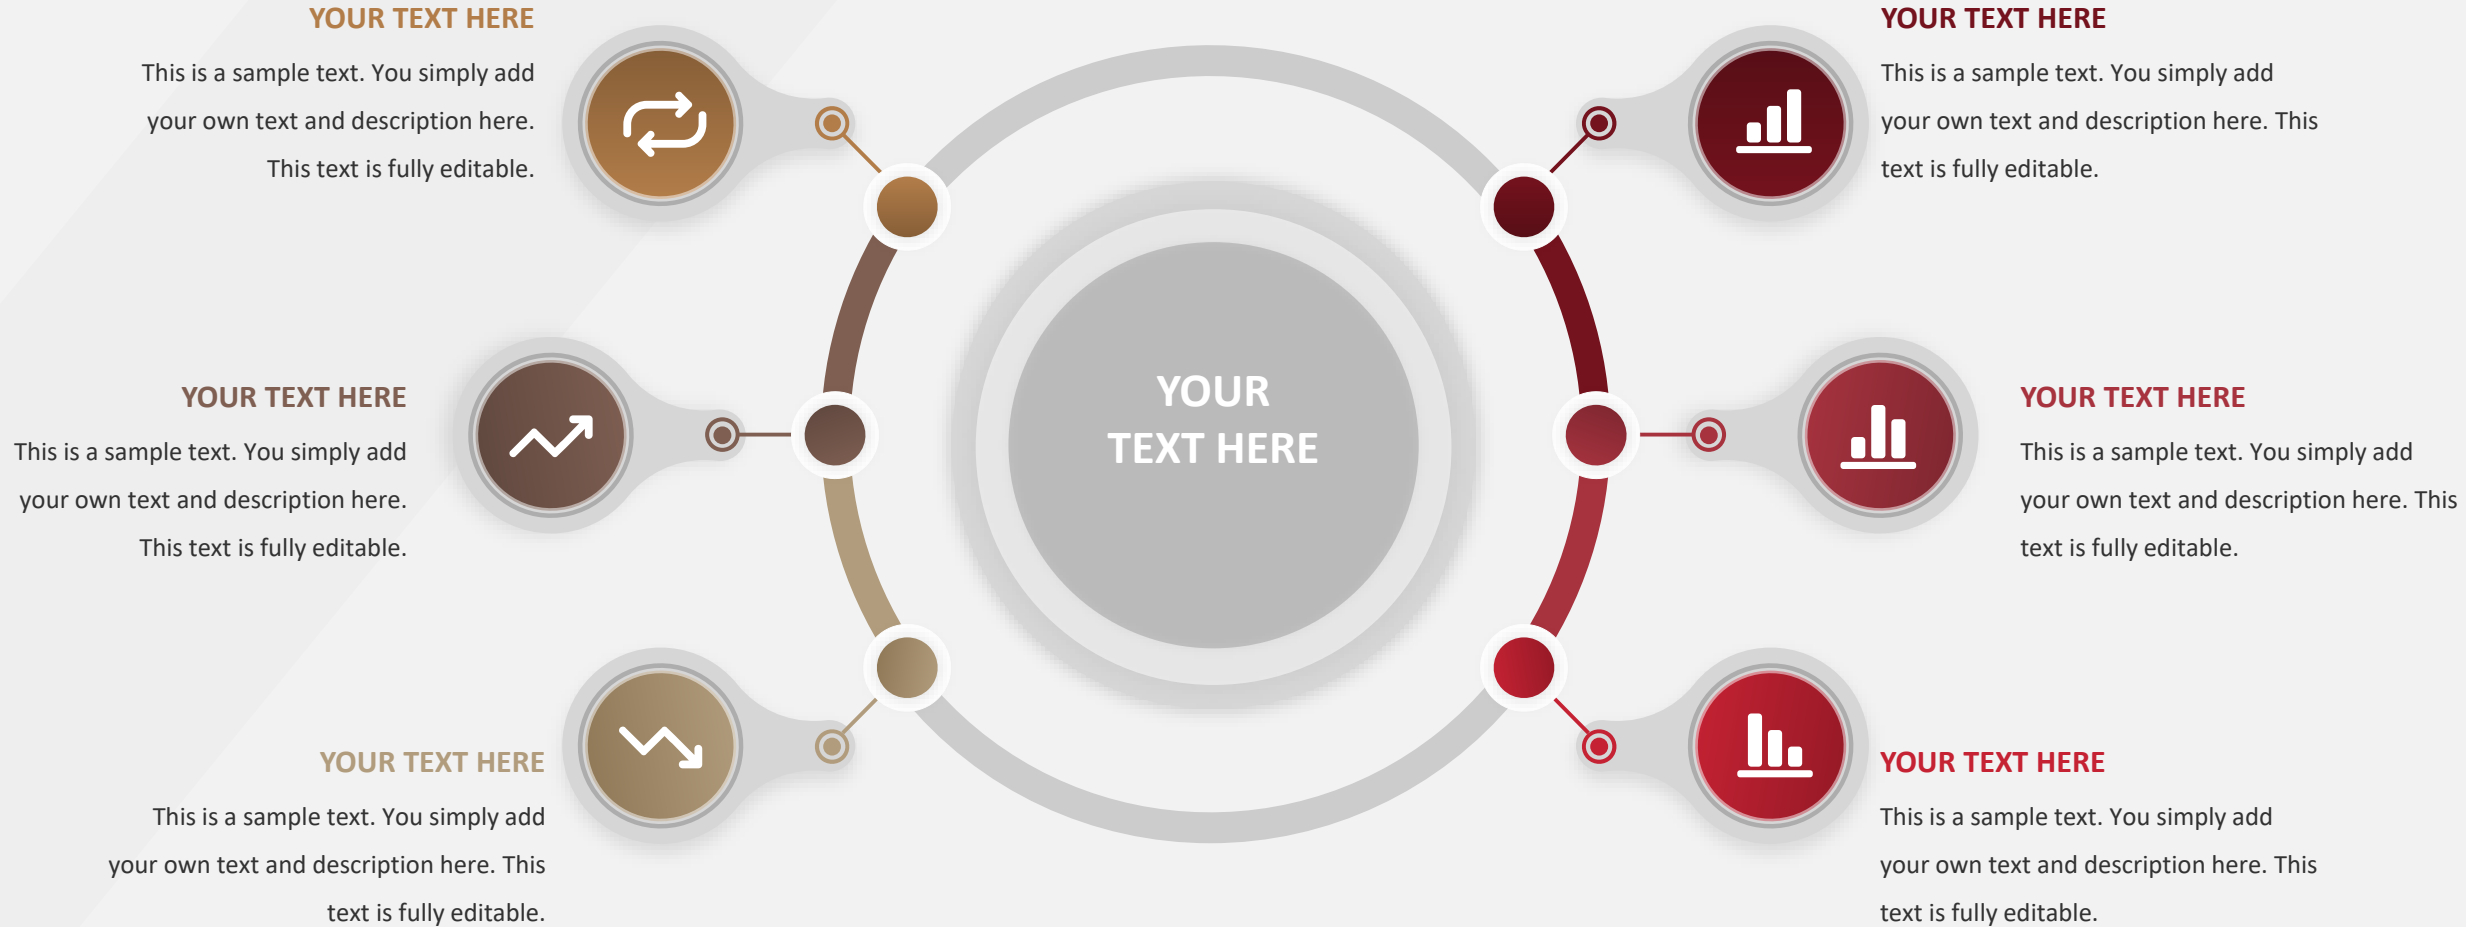 YOUR TEXT HERE
This is a sample text. You simply add
your own text and description here.
This text is fully editable.
YOUR TEXT HERE
This is a sample text. You simply add
your own text and description here.
This text is fully editable.
YOUR TEXT HERE
This is a sample text. You simply add
your own text and description here. This
text is fully editable.
YOUR
TEXT HERE
YOUR TEXT HERE
This is a sample text. You simply add
your own text and description here. This
text is fully editable.
YOUR TEXT HERE
This is a sample text. You simply add
your own text and description here. This
text is fully editable.
YOUR TEXT HERE
This is a sample text. You simply add
your own text and description here. This
text is fully editable.